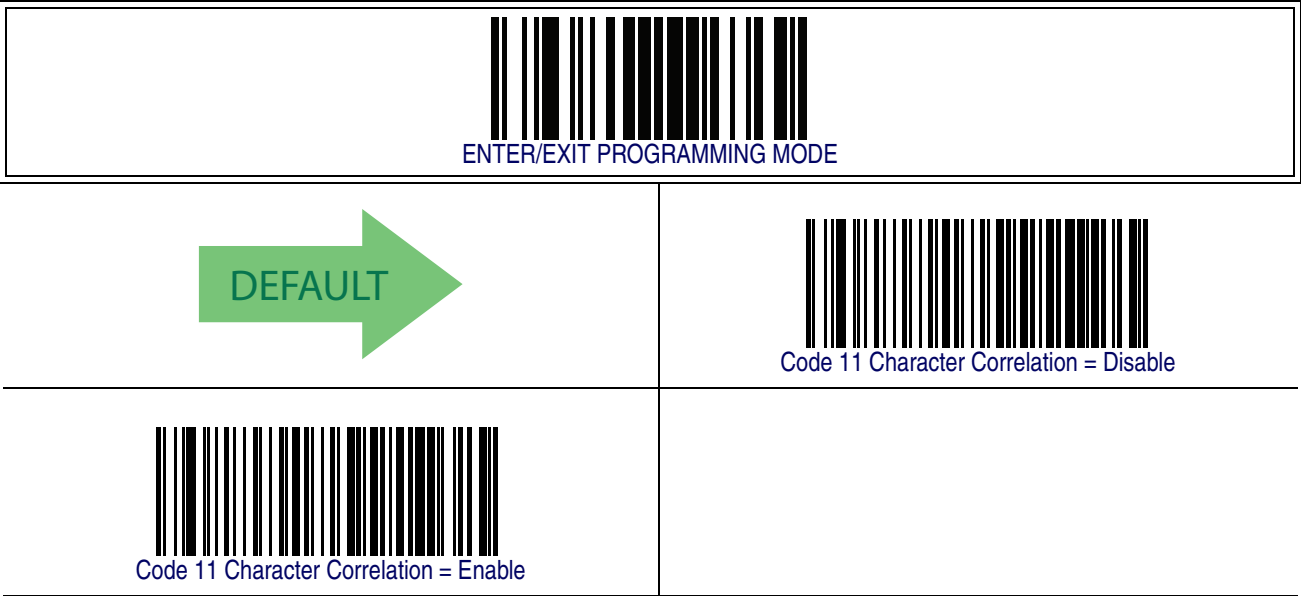 ENTER/EXIT PROGRAMMING MODE
DEFAULT
Code 11 Character Correlation = Disable
Code 11 Character Correlation = Enable